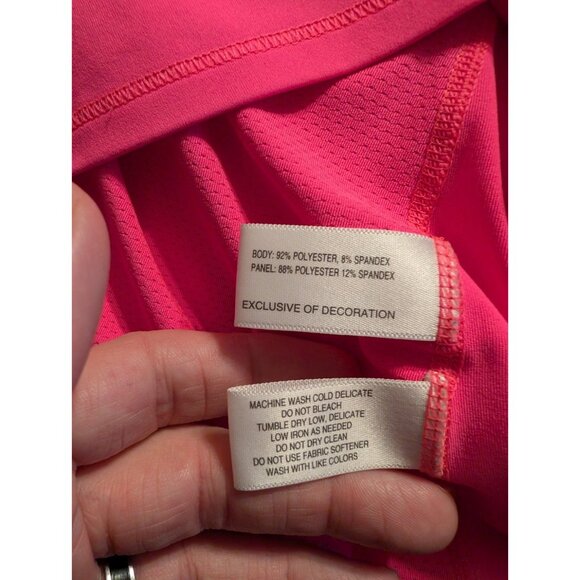 BODY: 92% POLYESTER, 8% SPANDEX
PANEL: 88% POLYESTER 12% SPANDEX
EXCLUSIVE OF DECORATION
MACHINE WASH COLD DELICATE
DO NOT BLEACH
TUMBLE DRY LOW, DELICATE
LOW IRON AS NEEDED
DO NOT DRY CLEAN
DO NOT USE FABRIC SOFTENER
WASH WITH LIKE COLORS